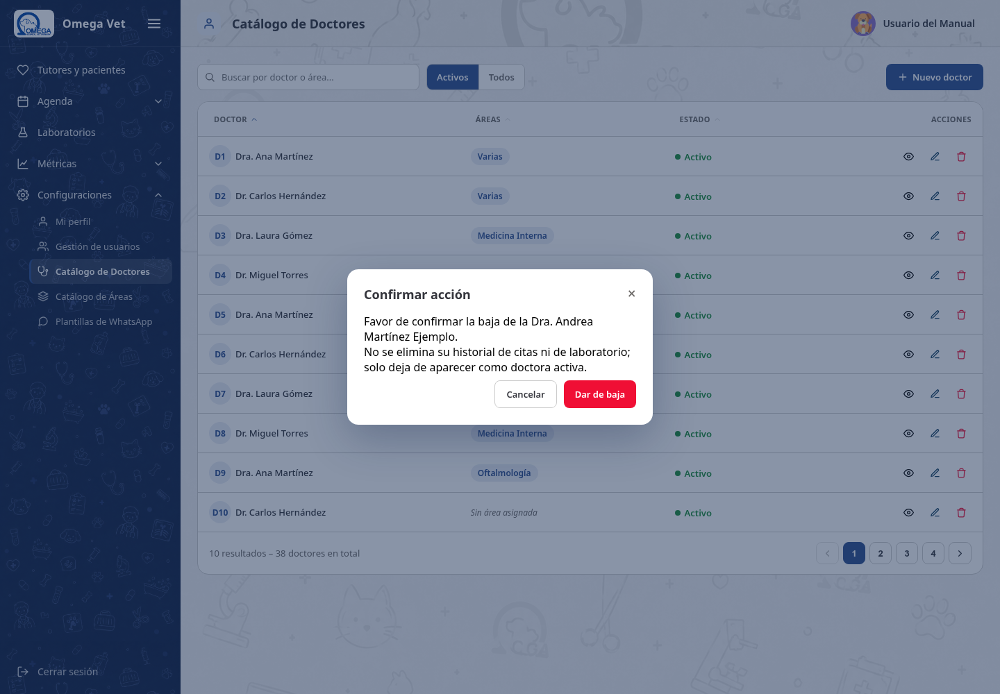 OMEGA
Omega Vet
Catálogo de Doctores
Usuario del Manual
Tutores y pacientes
Agenda
Laboratorios
Métricas
Configuraciones
Mi perfil
Gestión de usuarios
Catálogo de Doctores
Catálogo de Áreas
Plantillas de WhatsApp
Cerrar sesión
Buscar por doctor o área...
Activos
Todos
Nuevo doctor
DOCTOR ÁREAS ESTADO ACCIONES
D1 Dra. Ana Martínez Varias Activo
D2 Dr. Carlos Hernández Varias Activo
D3 Dra. Laura Gómez Medicina Interna Activo
D4 Dr. Miguel Torres Activo
D5 Dra. Ana Martínez Activo
D6 Dr. Carlos Hernández Activo
D7 Dra. Laura Gómez Activo
D8 Dr. Miguel Torres Medicina Interna Activo
D9 Dra. Ana Martínez Oftalmología Activo
D10 Dr. Carlos Hernández Sin área asignada Activo
10 resultados – 38 doctores en total
1 2 3 4
Confirmar acción
×
Favor de confirmar la baja de la Dra. Andrea
Martínez Ejemplo.
No se elimina su historial de citas ni de laboratorio;
solo deja de aparecer como doctora activa.
Cancelar
Dar de baja